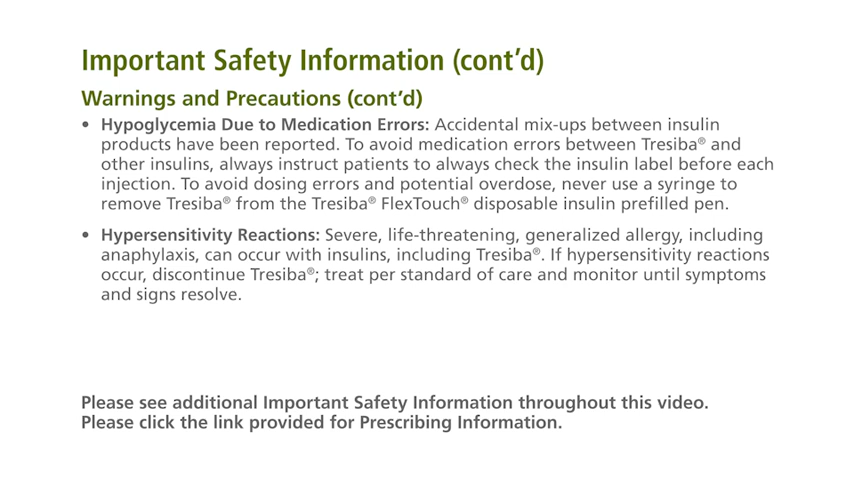 Important Safety Information (cont’d)
Warnings and Precautions (cont’d)
• Hypoglycemia Due to Medication Errors: Accidental mix-ups between insulin
products have been reported. To avoid medication errors between Tresiba® and
other insulins, always instruct patients to always check the insulin label before each
injection. To avoid dosing errors and potential overdose, never use a syringe to
remove Tresiba® from the Tresiba® FlexTouch® disposable insulin prefilled pen.
• Hypersensitivity Reactions: Severe, life-threatening, generalized allergy, including
anaphylaxis, can occur with insulins, including Tresiba®. If hypersensitivity reactions
occur, discontinue Tresiba®; treat per standard of care and monitor until symptoms
and signs resolve.
Please see additional Important Safety Information throughout this video.
Please click the link provided for Prescribing Information.